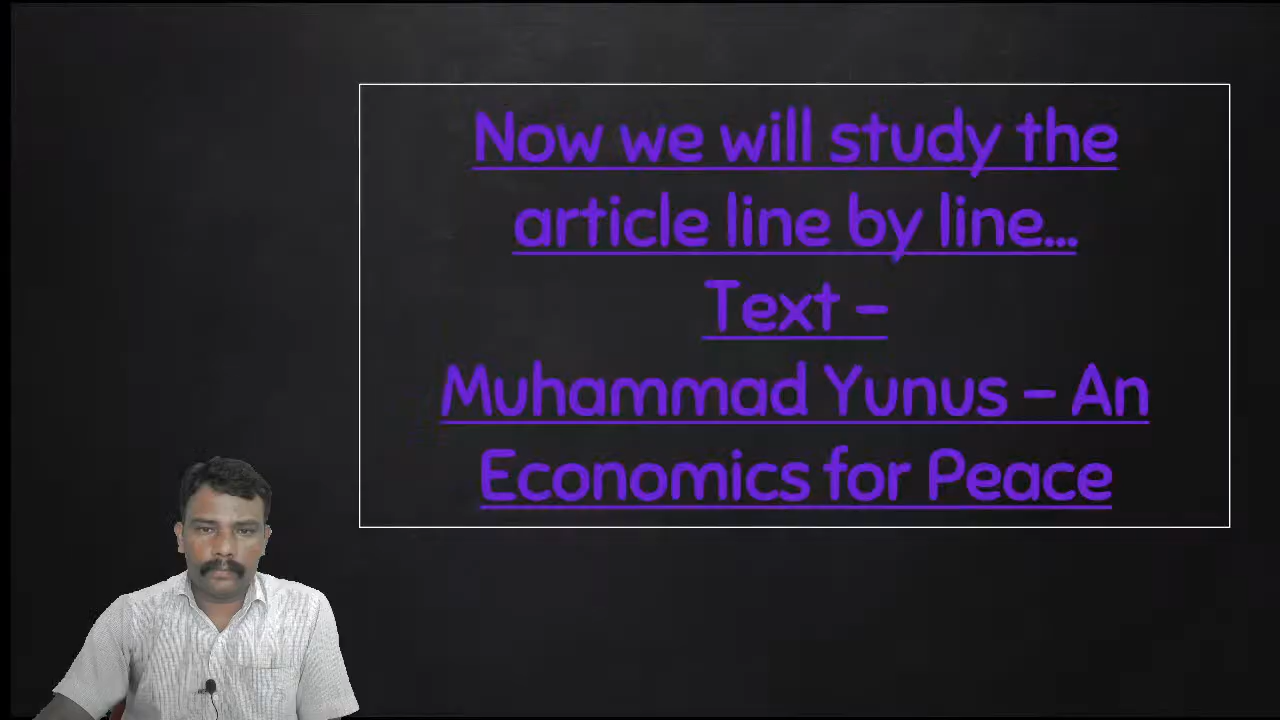 Now we will study the
article line by line...
Text –
Muhammad Yunus – An
Economics for Peace